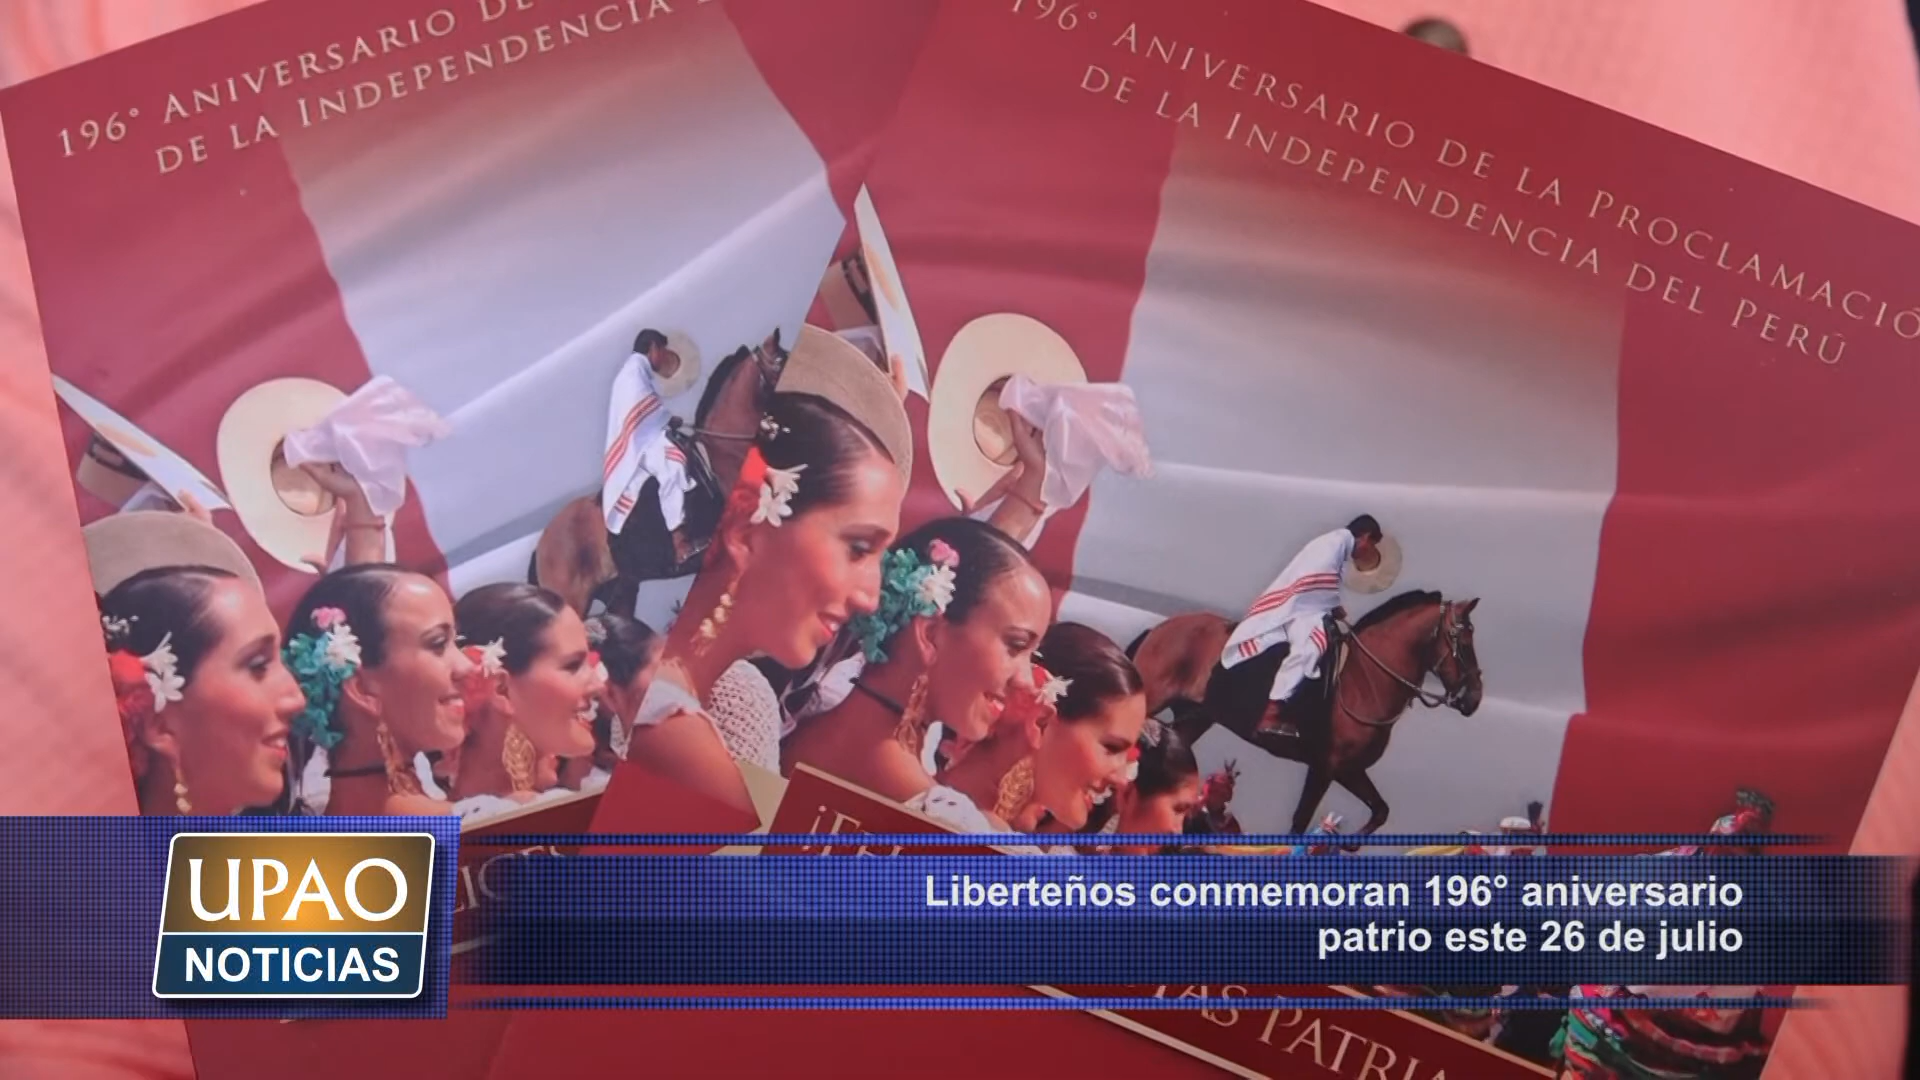 196° ANIVERSARIO DE
DE LA INDEPENDENCIA
196° ANIVERSARIO DE LA PROCLAMACIÓ
DE LA INDEPENDENCIA DEL PERÚ
UPAO
NOTICIAS
Liberteños conmemoran 196° aniversario
patrio este 26 de julio
PATRIA